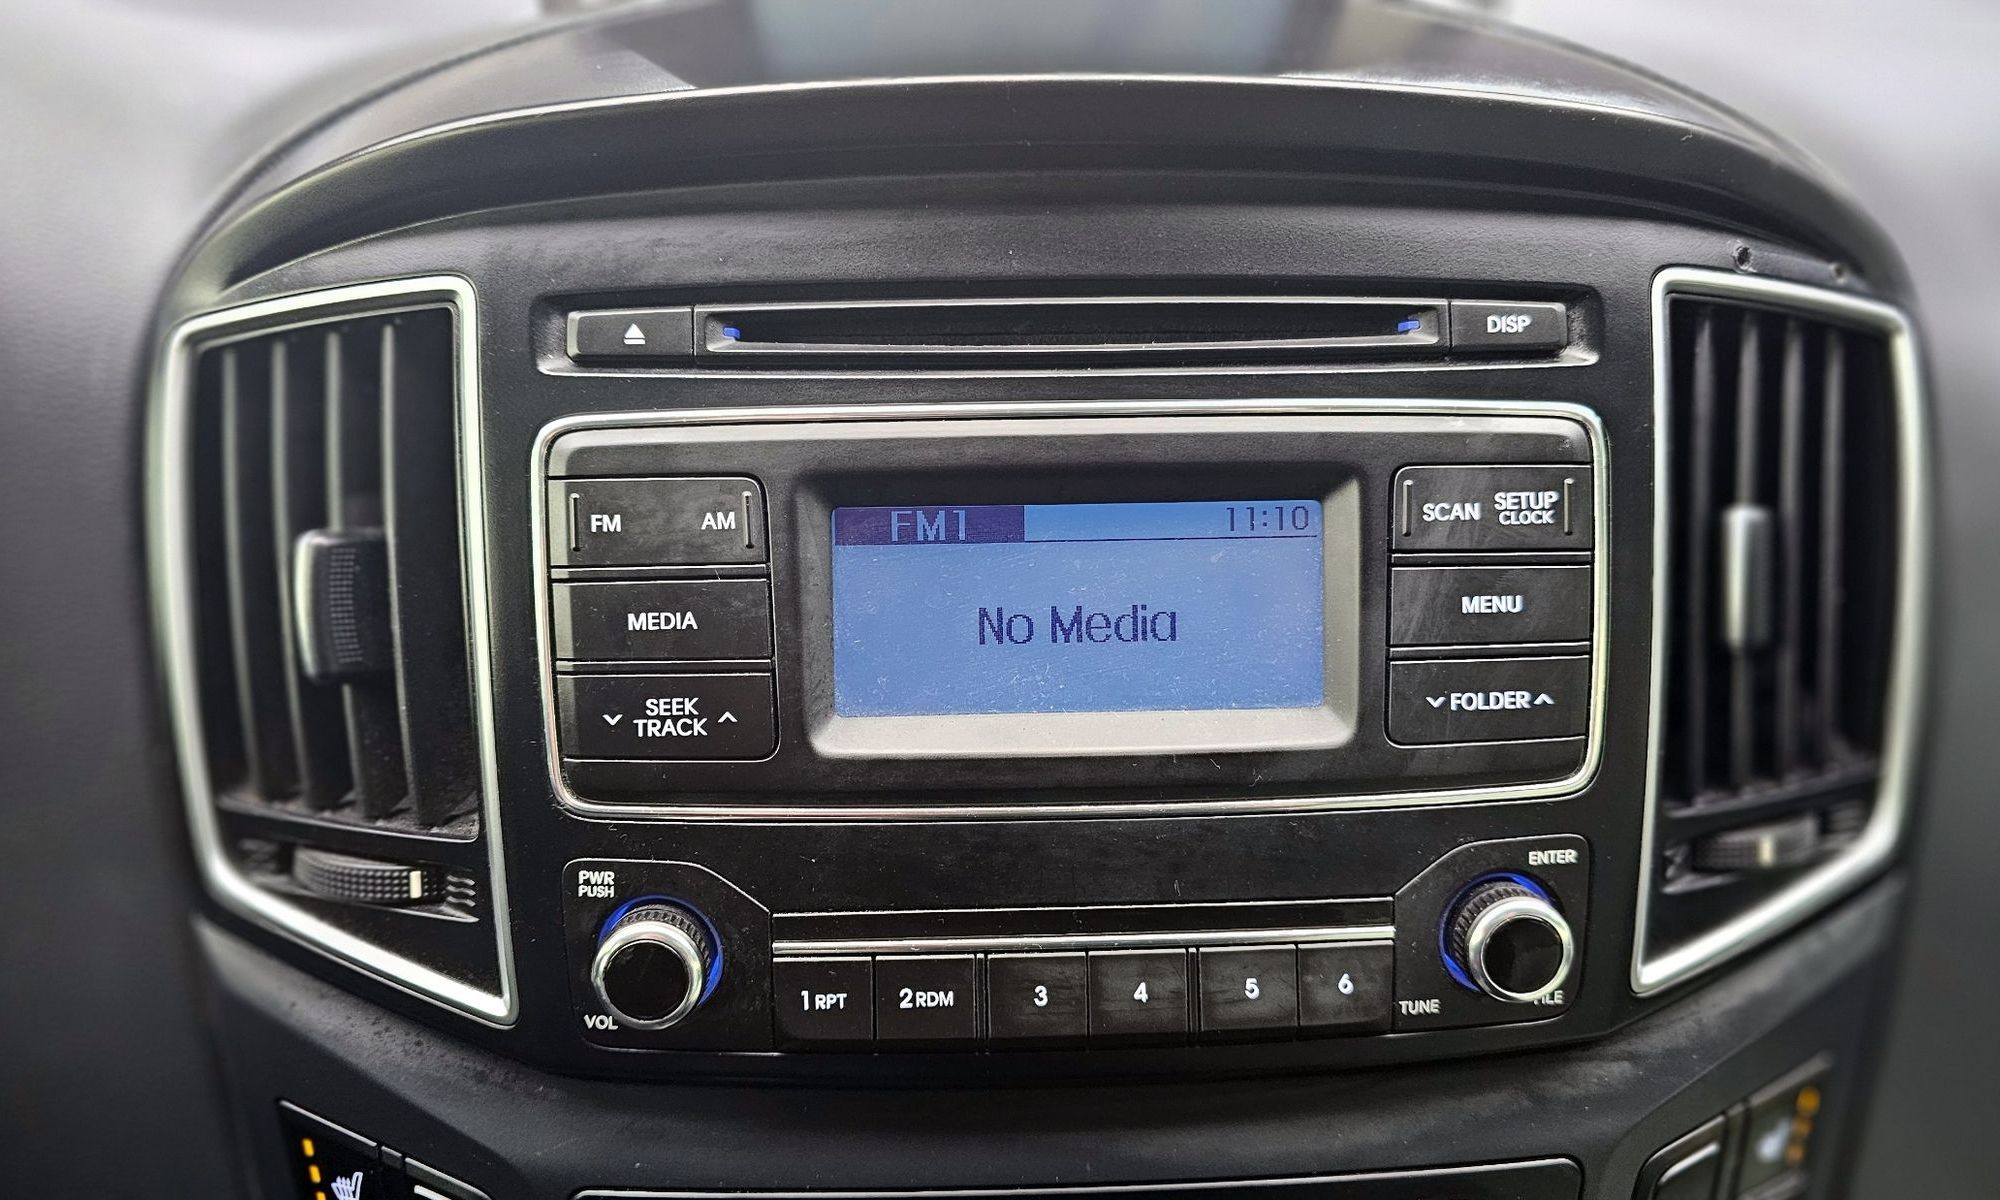 DISP
FM AM
FM1 11:10
SCAN SETUP
CLOCK
MEDIA
No Media
MENU
SEEK
TRACK
FOLDER
PWR
PUSH
ENTER
VOL
1 RPT 2 RDM 3 4 5 6
TUNE